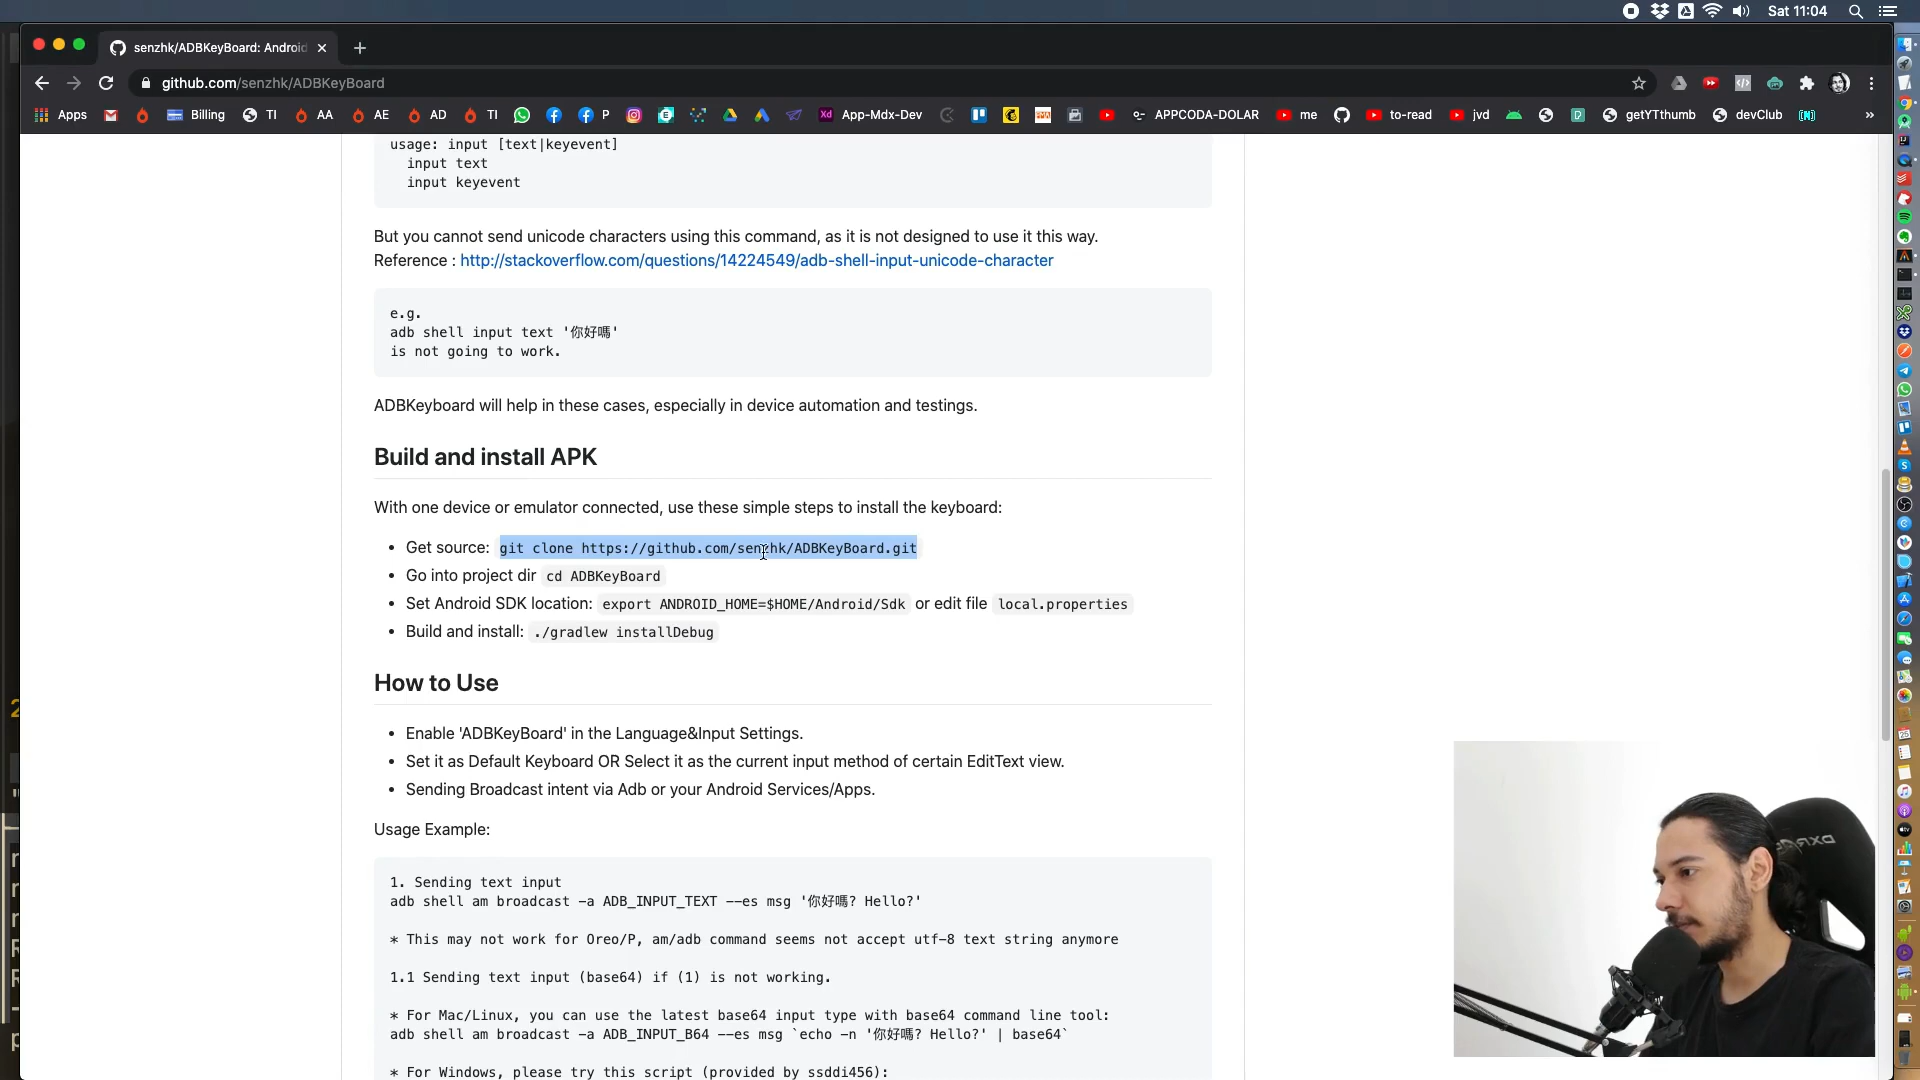 Sat 11:04
senzhk/ADBKeyBoard: Android
github.com/senzhk/ADBKeyBoard
Apps Billing TI AA AE AD TI P App-Mdx-Dev APPCODA-DOLAR me to-read jvd getYTthumb devClub
usage: input [text|keyevent]
input text
input keyevent
But you cannot send unicode characters using this command, as it is not designed to use it this way.
Reference : http://stackoverflow.com/questions/14224549/adb-shell-input-unicode-character
e.g.
adb shell input text '你好嗎'
is not going to work.
ADBKeyboard will help in these cases, especially in device automation and testings.
Build and install APK
With one device or emulator connected, use these simple steps to install the keyboard:
• Get source: git clone https://github.com/senzhk/ADBKeyBoard.git
• Go into project dir cd ADBKeyBoard
• Set Android SDK location: export ANDROID_HOME=$HOME/Android/Sdk or edit file local.properties
• Build and install: ./gradlew installDebug
How to Use
• Enable 'ADBKeyBoard' in the Language&Input Settings.
• Set it as Default Keyboard OR Select it as the current input method of certain EditText view.
• Sending Broadcast intent via Adb or your Android Services/Apps.
Usage Example:
1. Sending text input
adb shell am broadcast -a ADB_INPUT_TEXT --es msg '你好嗎? Hello?'
* This may not work for Oreo/P, am/adb command seems not accept utf-8 text string anymore
1.1 Sending text input (base64) if (1) is not working.
* For Mac/Linux, you can use the latest base64 input type with base64 command line tool:
adb shell am broadcast -a ADB_INPUT_B64 --es msg `echo -n '你好嗎? Hello?' | base64`
* For Windows, please try this script (provided by ssddi456):